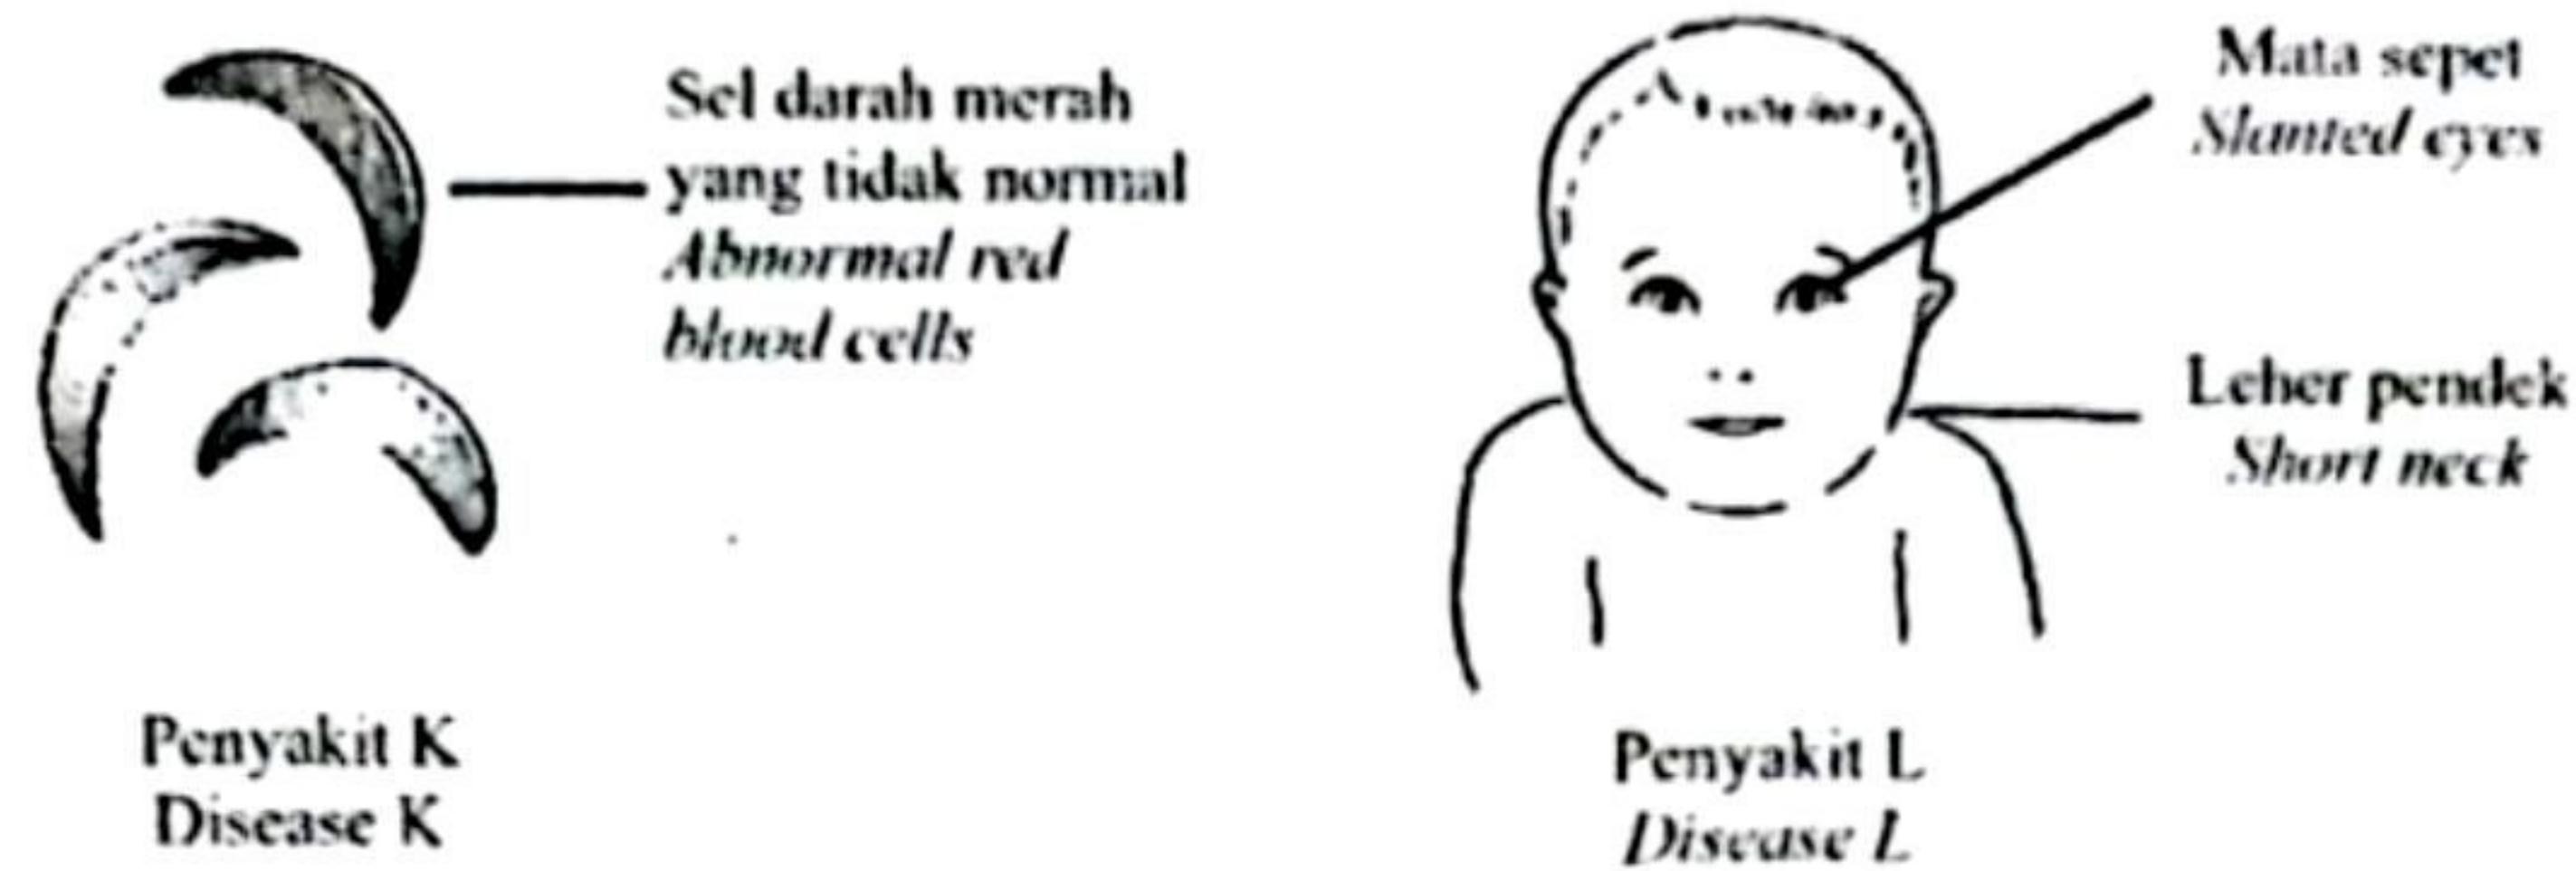 Sel darah merah
yang tidak normal
Abnormal red
blood cells
Mata sepet
Slanted eyes
Leher pendek
Short neck
Penyakit K
Disease K
Penyakit L
Disease L